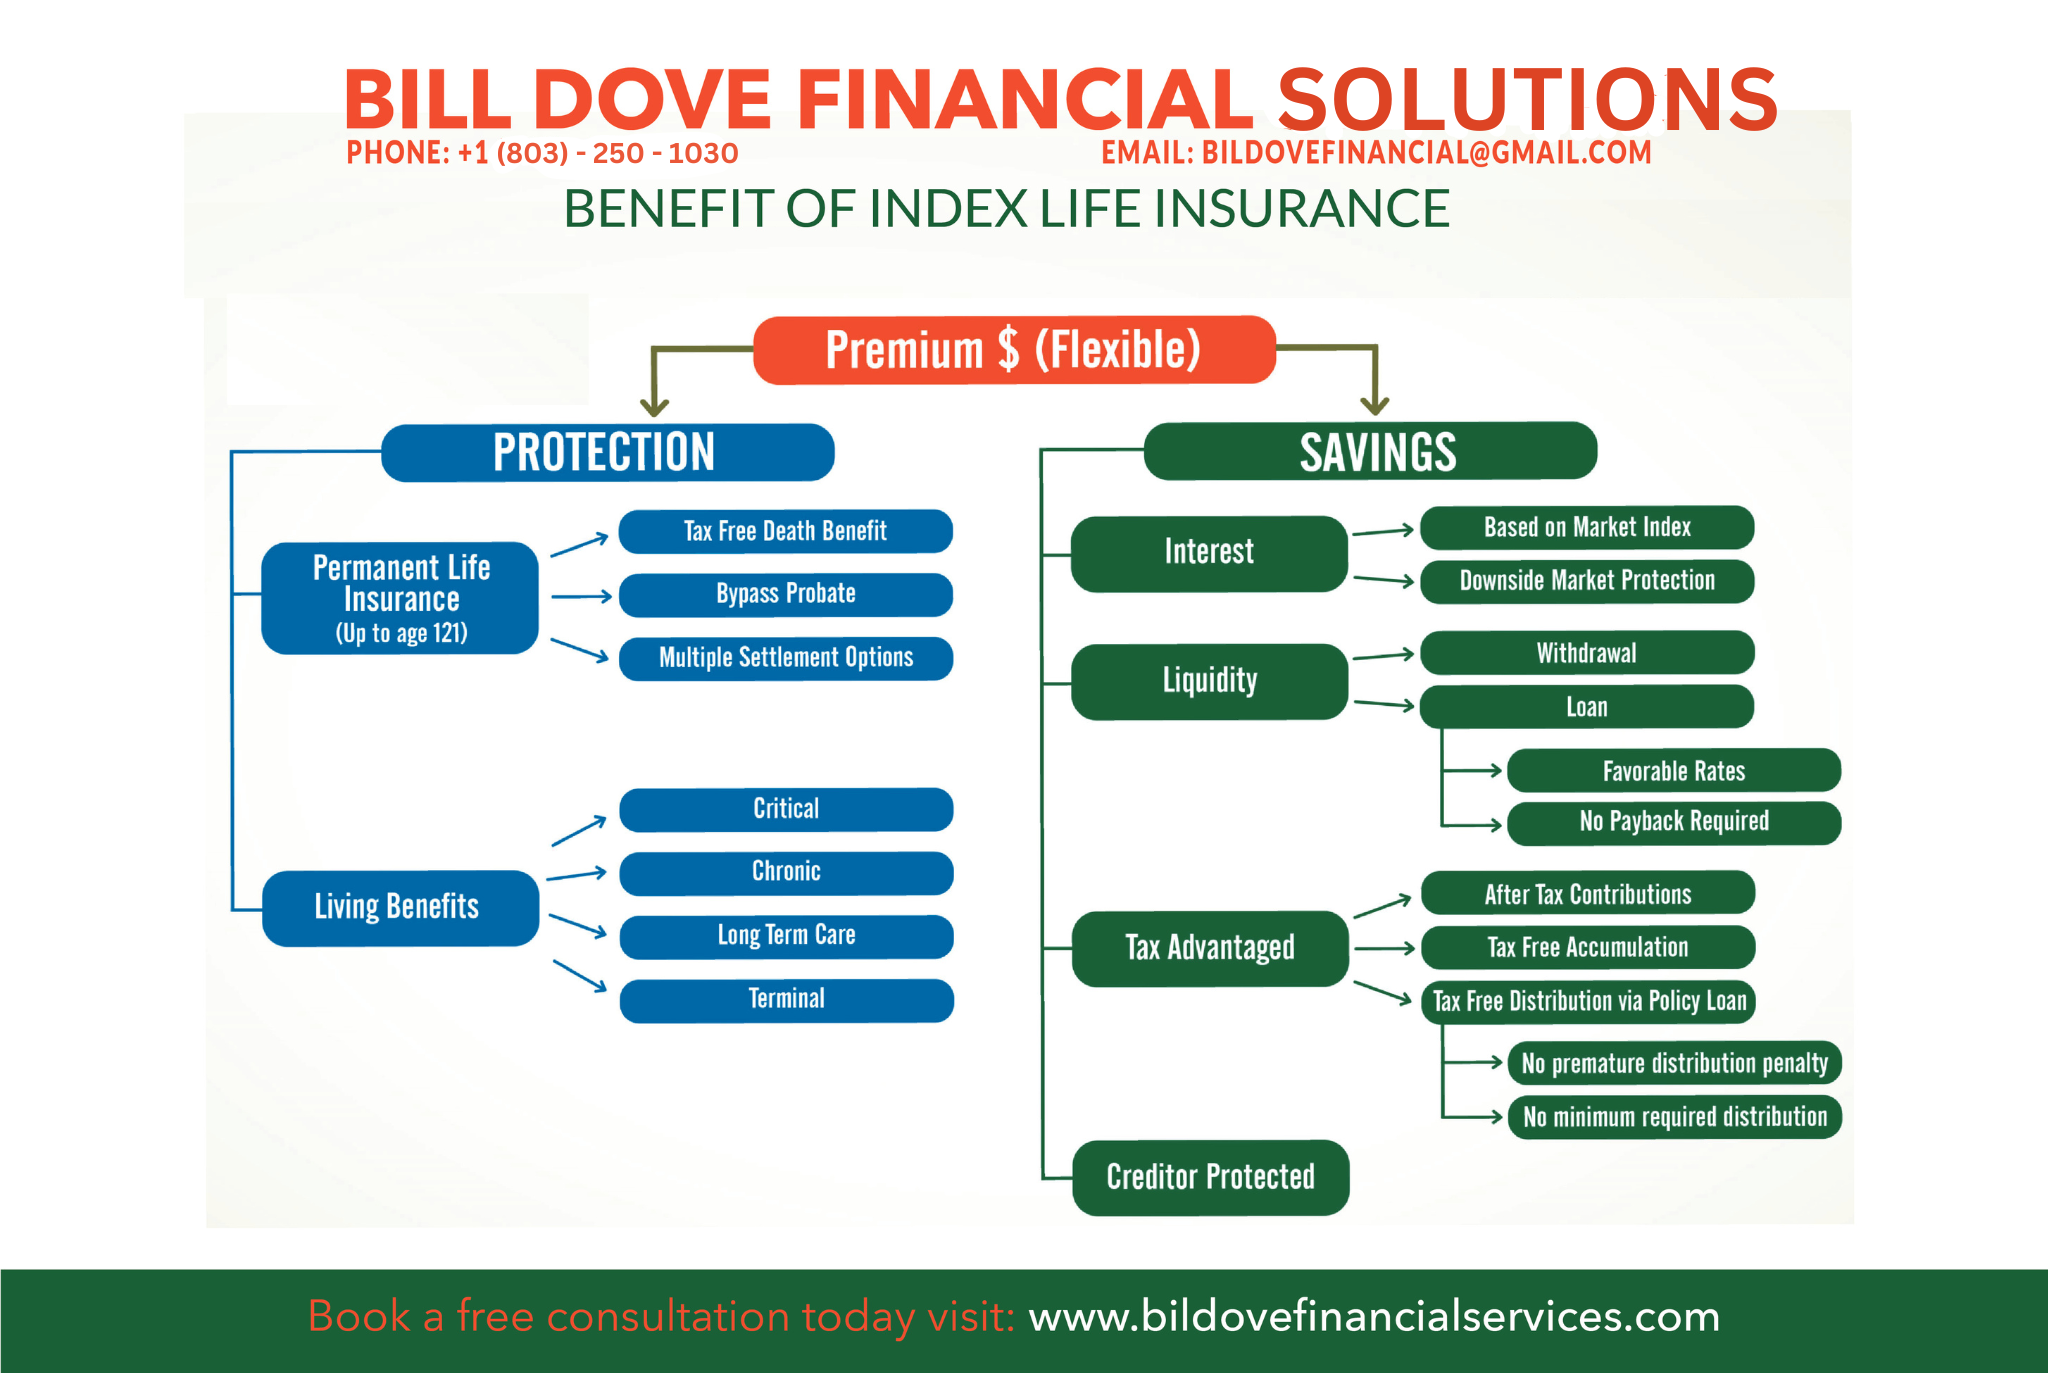 BILL DOVE FINANCIAL SOLUTIONS
PHONE: +1 (803) - 250 - 1030
EMAIL: BILDOVEFINANCIAL@GMAIL.COM
BENEFIT OF INDEX LIFE INSURANCE
Premium $ (Flexible)
PROTECTION
Permanent Life
Insurance
(Up to age 121)
Tax Free Death Benefit
Bypass Probate
Multiple Settlement Options
Living Benefits
Critical
Chronic
Long Term Care
Terminal
SAVINGS
Interest
Based on Market Index
Downside Market Protection
Liquidity
Withdrawal
Loan
Favorable Rates
No Payback Required
Tax Advantaged
After Tax Contributions
Tax Free Accumulation
Tax Free Distribution via Policy Loan
No premature distribution penalty
No minimum required distribution
Creditor Protected
Book a free consultation today visit: www.bildovefinancialservices.com